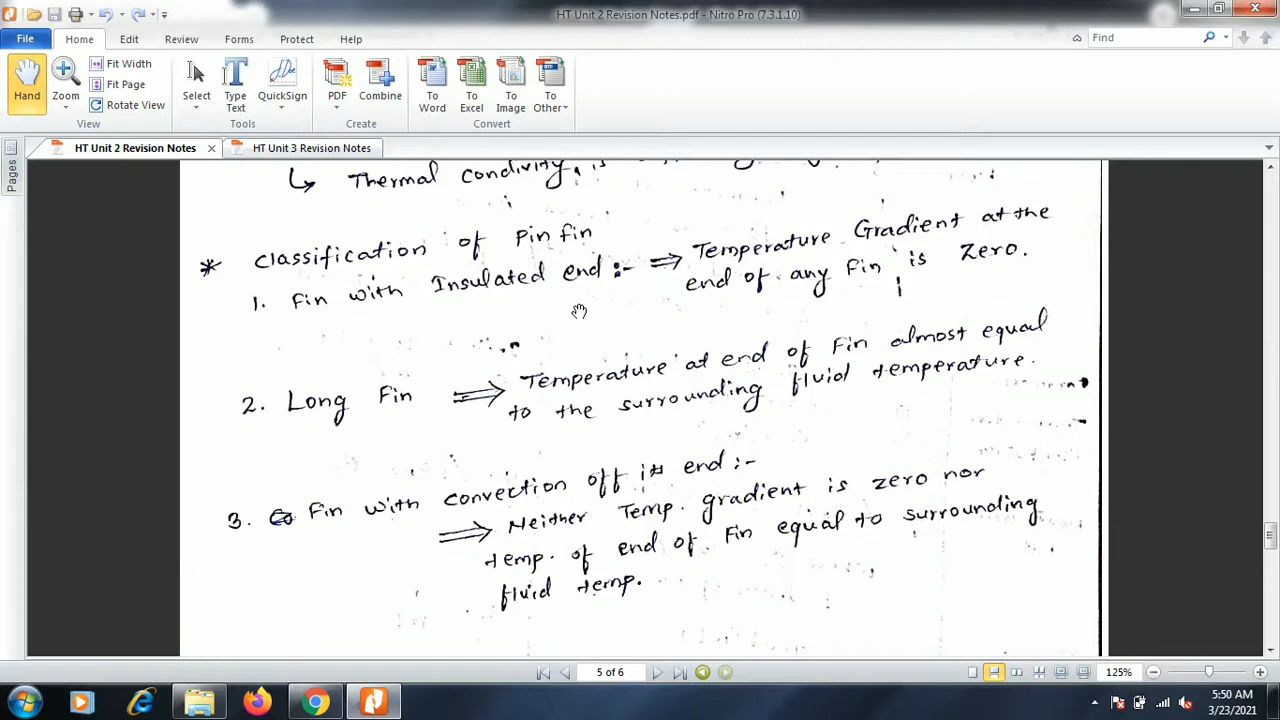 HT Unit 2 Revision Notes.pdf - Nitro Pro (7.3.1.10)
File Home Edit Review Forms Protect Help Find
Hand Zoom Fit Width Fit Page Rotate View Select Type Text QuickSign PDF Combine To Word To Excel To Image To Other
View Tools Create Convert
HT Unit 2 Revision Notes HT Unit 3 Revision Notes
Pages
↳ Thermal condivity is
* Classification of Pin fin
1. Fin with Insulated end :- ⇒ Temperature Gradient at the
end of any Fin is Zero.
2. Long Fin ⇒ Temperature at end of Fin almost equal
to the surrounding fluid temperature.
3. Fin with convection off its end :-
⇒ Neither Temp. gradient is zero nor
temp. of end of Fin equal to surrounding
fluid temp.
5 of 6 125%
5:50 AM
3/23/2021